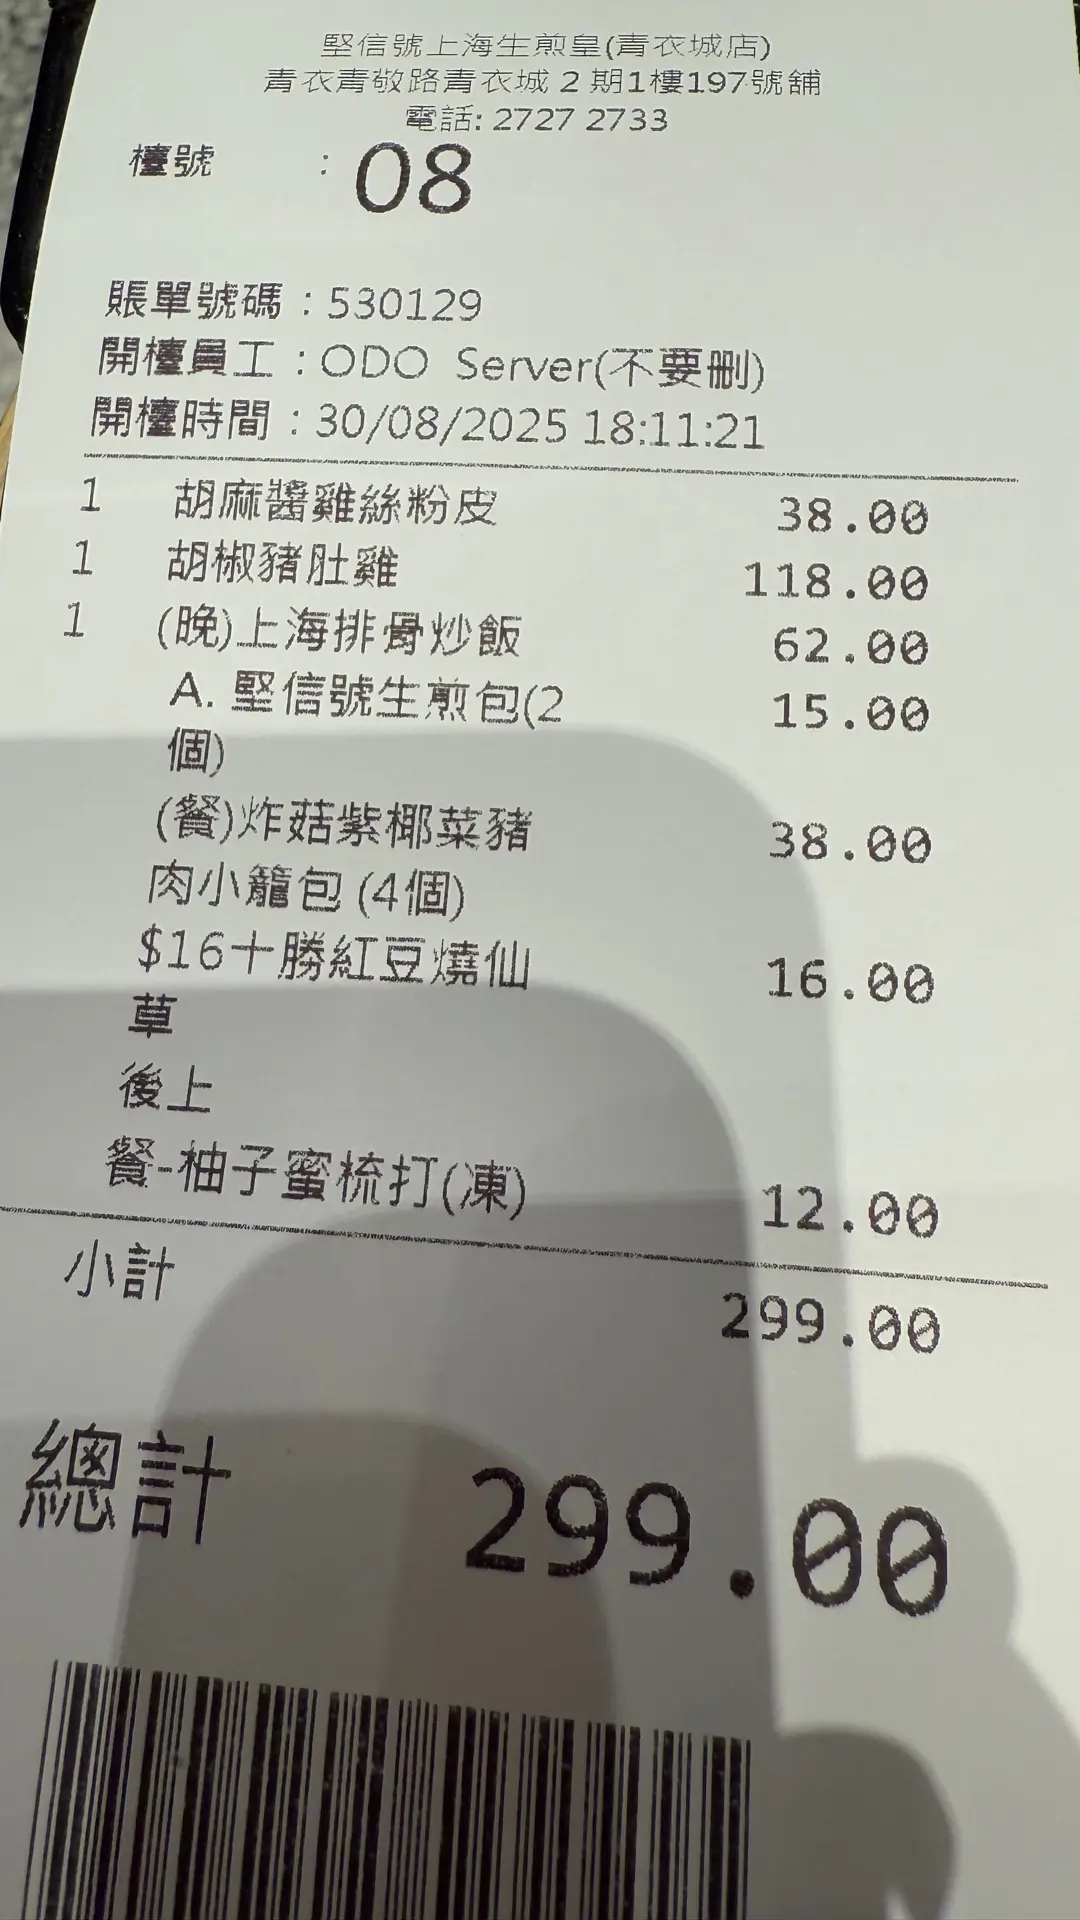 堅信號上海生煎皇(青衣城店)
青衣青敬路青衣城 2 期1樓197號舖
電話: 2727 2733
檯號 : 08
賬單號碼 : 530129
開檯員工 : ODO Server(不要刪)
開檯時間 : 30/08/2025 18:11:21
1 胡麻醬雞絲粉皮 38.00
1 胡椒豬肚雞 118.00
1 (晚)上海排骨炒飯 62.00
A. 堅信號生煎包(2 15.00
個)
(餐)炸菇紫椰菜豬 38.00
肉小籠包 (4個)
$16十勝紅豆燒仙 16.00
草
後上
餐-柚子蜜梳打(凍) 12.00
小計 299.00
總計 299.00